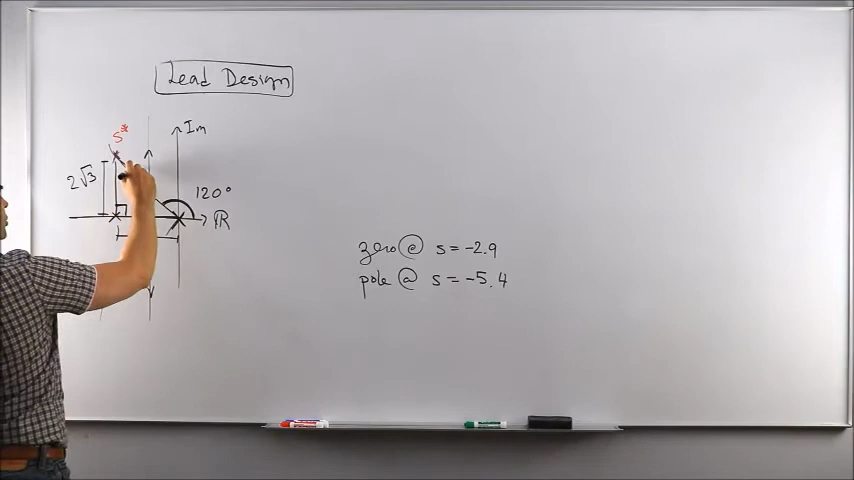 Lead Design
Im
S*
2√3
120°
ℝ
zero @ s = -2.9
pole @ s = -5.4